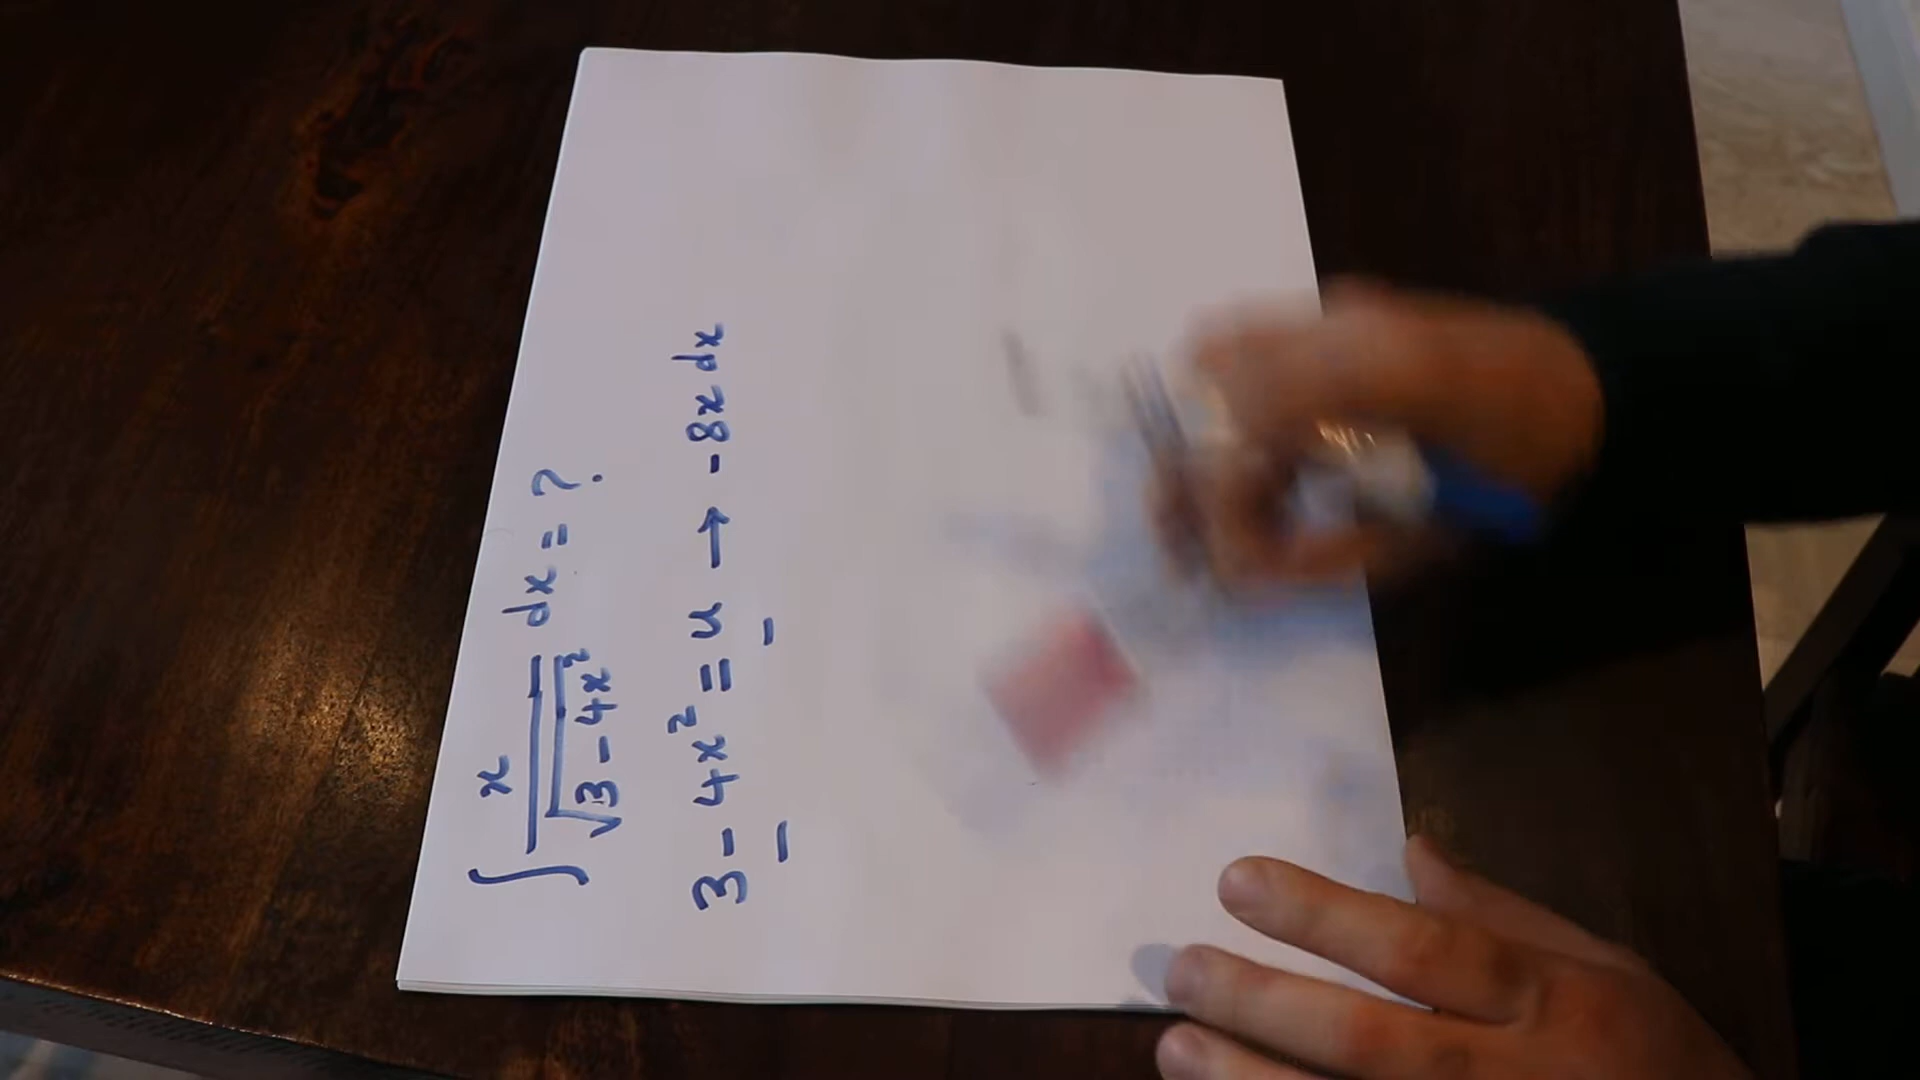 ∫ x / √(3 - 4x²) dx = ?
3 - 4x² = u → -8x dx